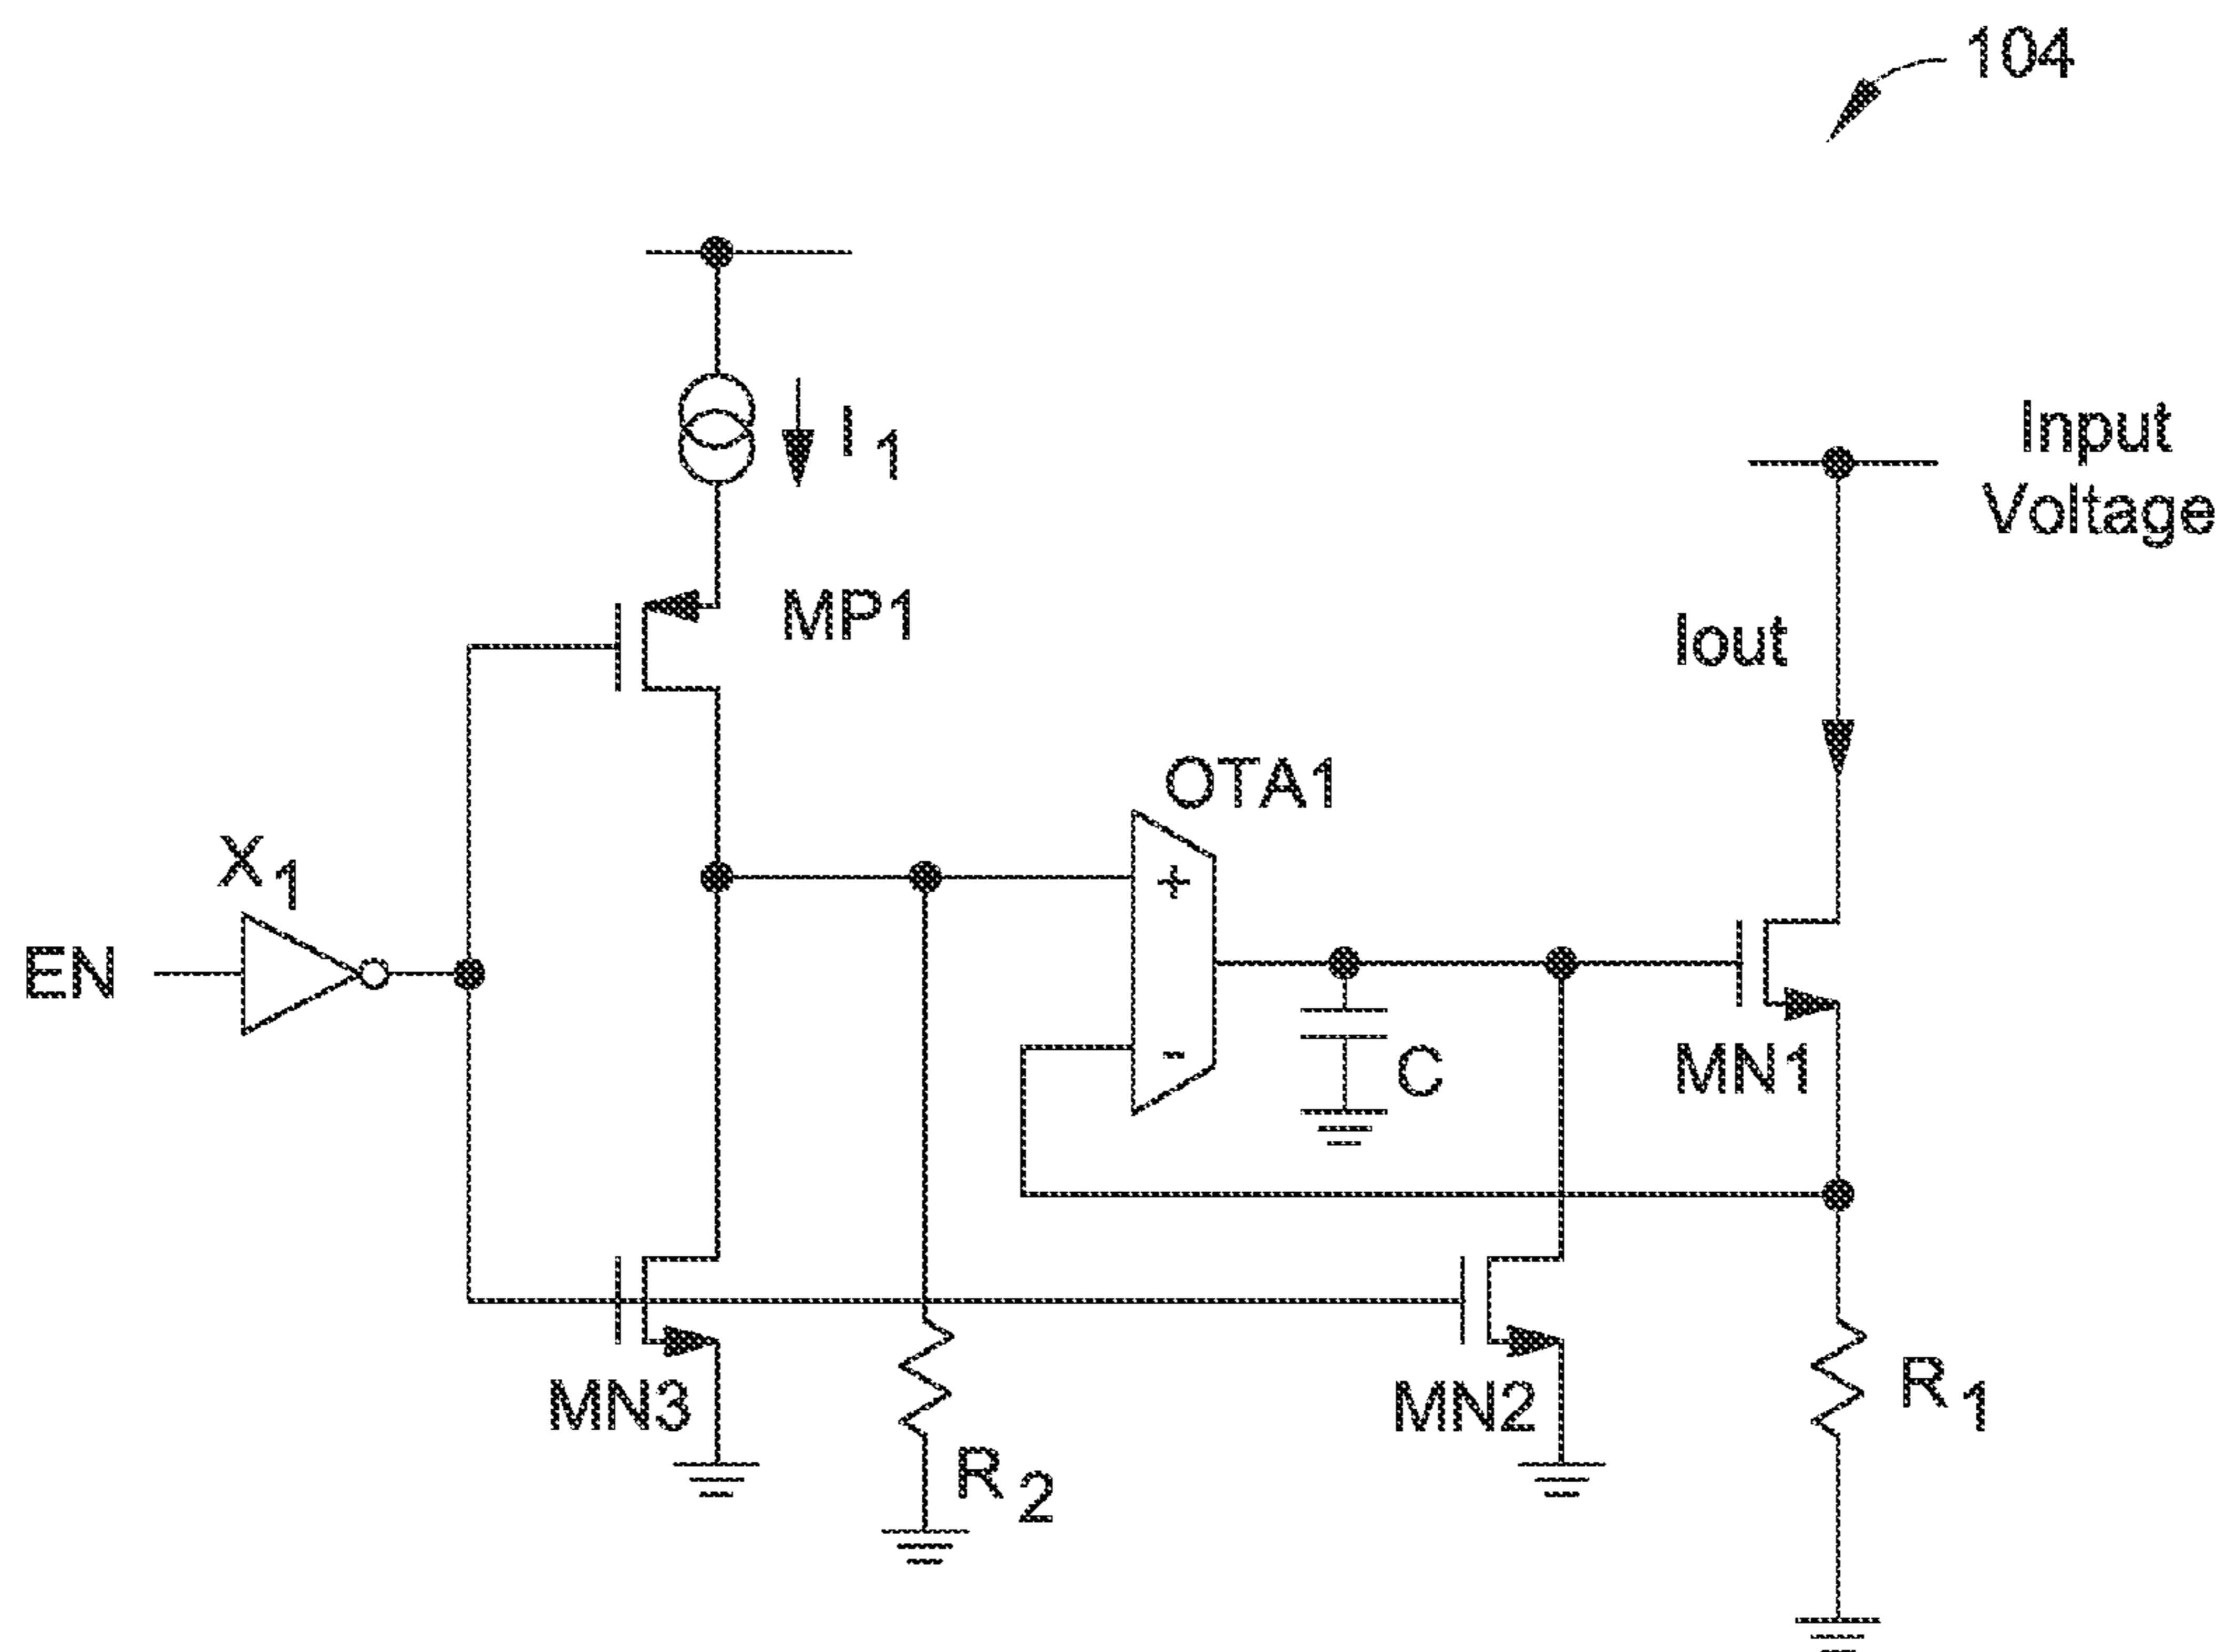 104
I1
Input
Voltage
MP1
Iout
OTA1
X1
+
EN
-
C
MN1
MN3
MN2
R1
R2